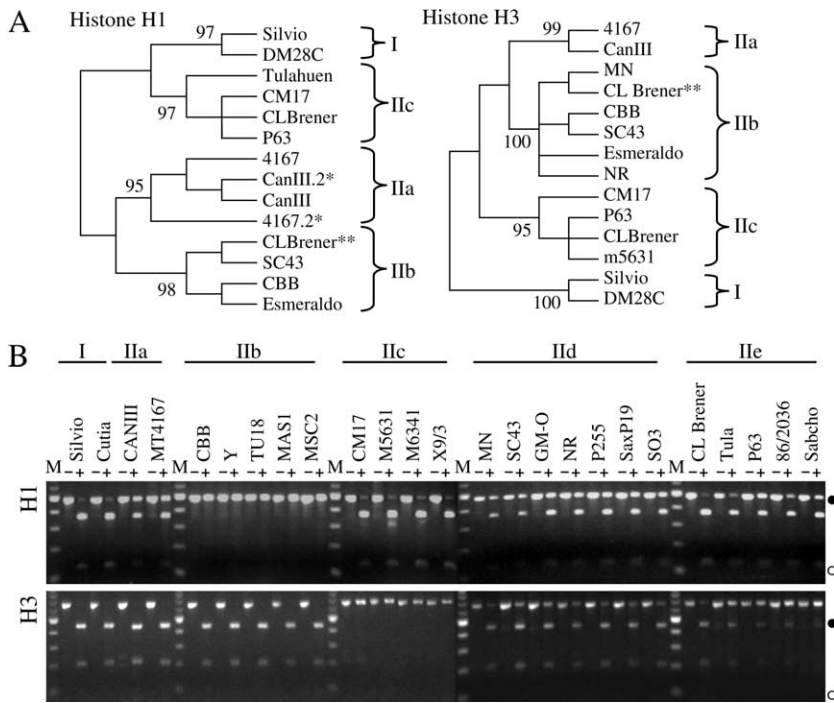 A
Histone H1
97
Silvio
DM28C
I
Tulahuen
CM17
CLBrener
P63
97
IIc
4167
CanIII.2*
CanIII
4167.2*
95
IIa
CLBrener**
SC43
CBB
Esmeraldo
98
IIb
Histone H3
99
4167
CanIII
IIa
MN
CL Brener**
CBB
SC43
Esmeraldo
NR
100
IIb
CM17
P63
CLBrener
m5631
95
IIc
Silvio
DM28C
100
I
B
I IIa IIb IIc IId IIe
M Silvio Cutia CANIII MT4167 M CBB Y TU18 MAS1 MSC2 M CM17 M5631 M6341 X9/3 M MN SC43 GM-O NR P255 SaxP19 SO3 M CL Brener Tula P63 86/2036 Sabcho
−+ −+ −+ −+ −+ −+ −+ −+ −+ −+ −+ −+ −+ −+ −+ −+ −+ −+ −+ −+ −+ −+ −+ −+ −+
H1
H3